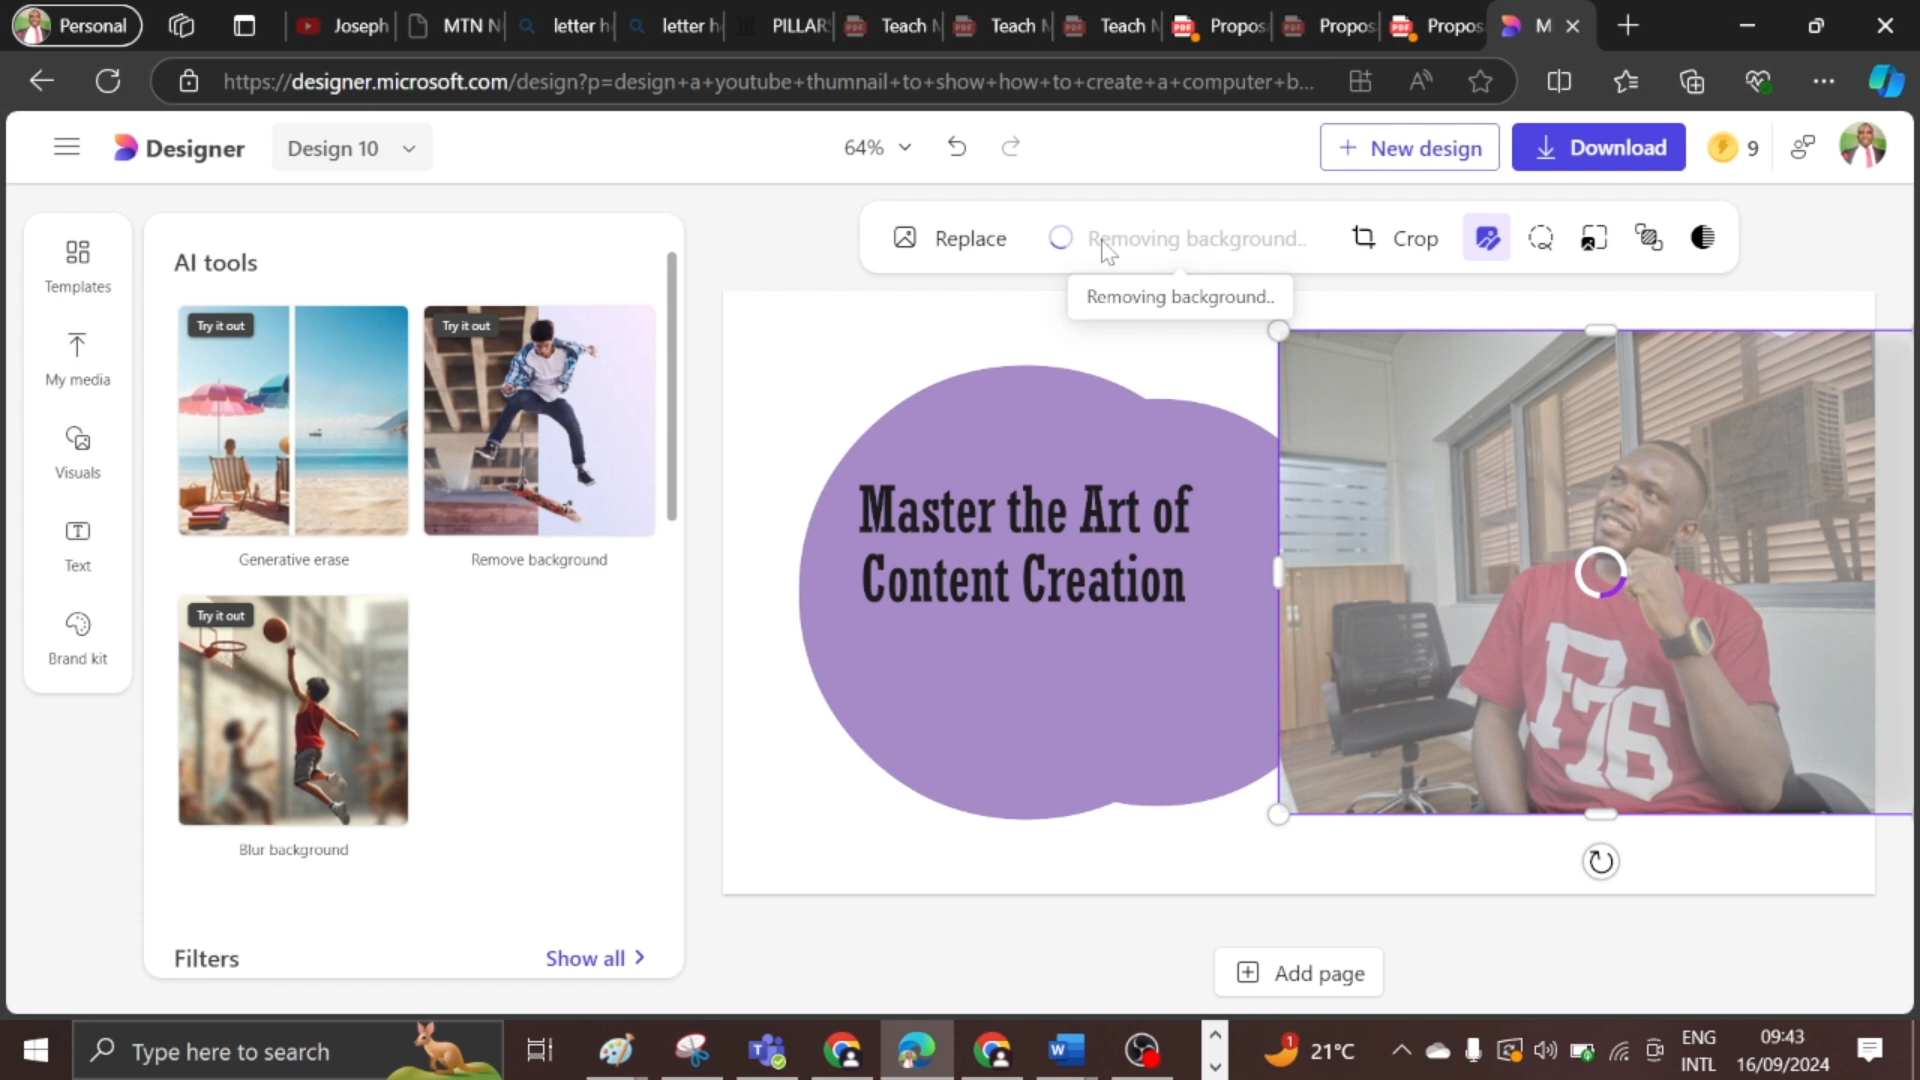 Personal
Joseph
MTN N
letter h
letter h
PILLAR
Teach M
Teach M
Teach M
Propos
Propos
Propos
M
https://designer.microsoft.com/design?p=design+a+youtube+thumnail+to+show+how+to+create+a+computer+b...
Designer
Design 10
64%
New design
Download
9
Templates
My media
Visuals
Text
Brand kit
AI tools
Try it out
Try it out
Generative erase
Remove background
Try it out
Blur background
Filters
Show all
Replace
Removing background..
Crop
Removing background..
Master the Art of
Content Creation
F76
Add page
Type here to search
1
21°C
ENG
INTL
09:43
16/09/2024